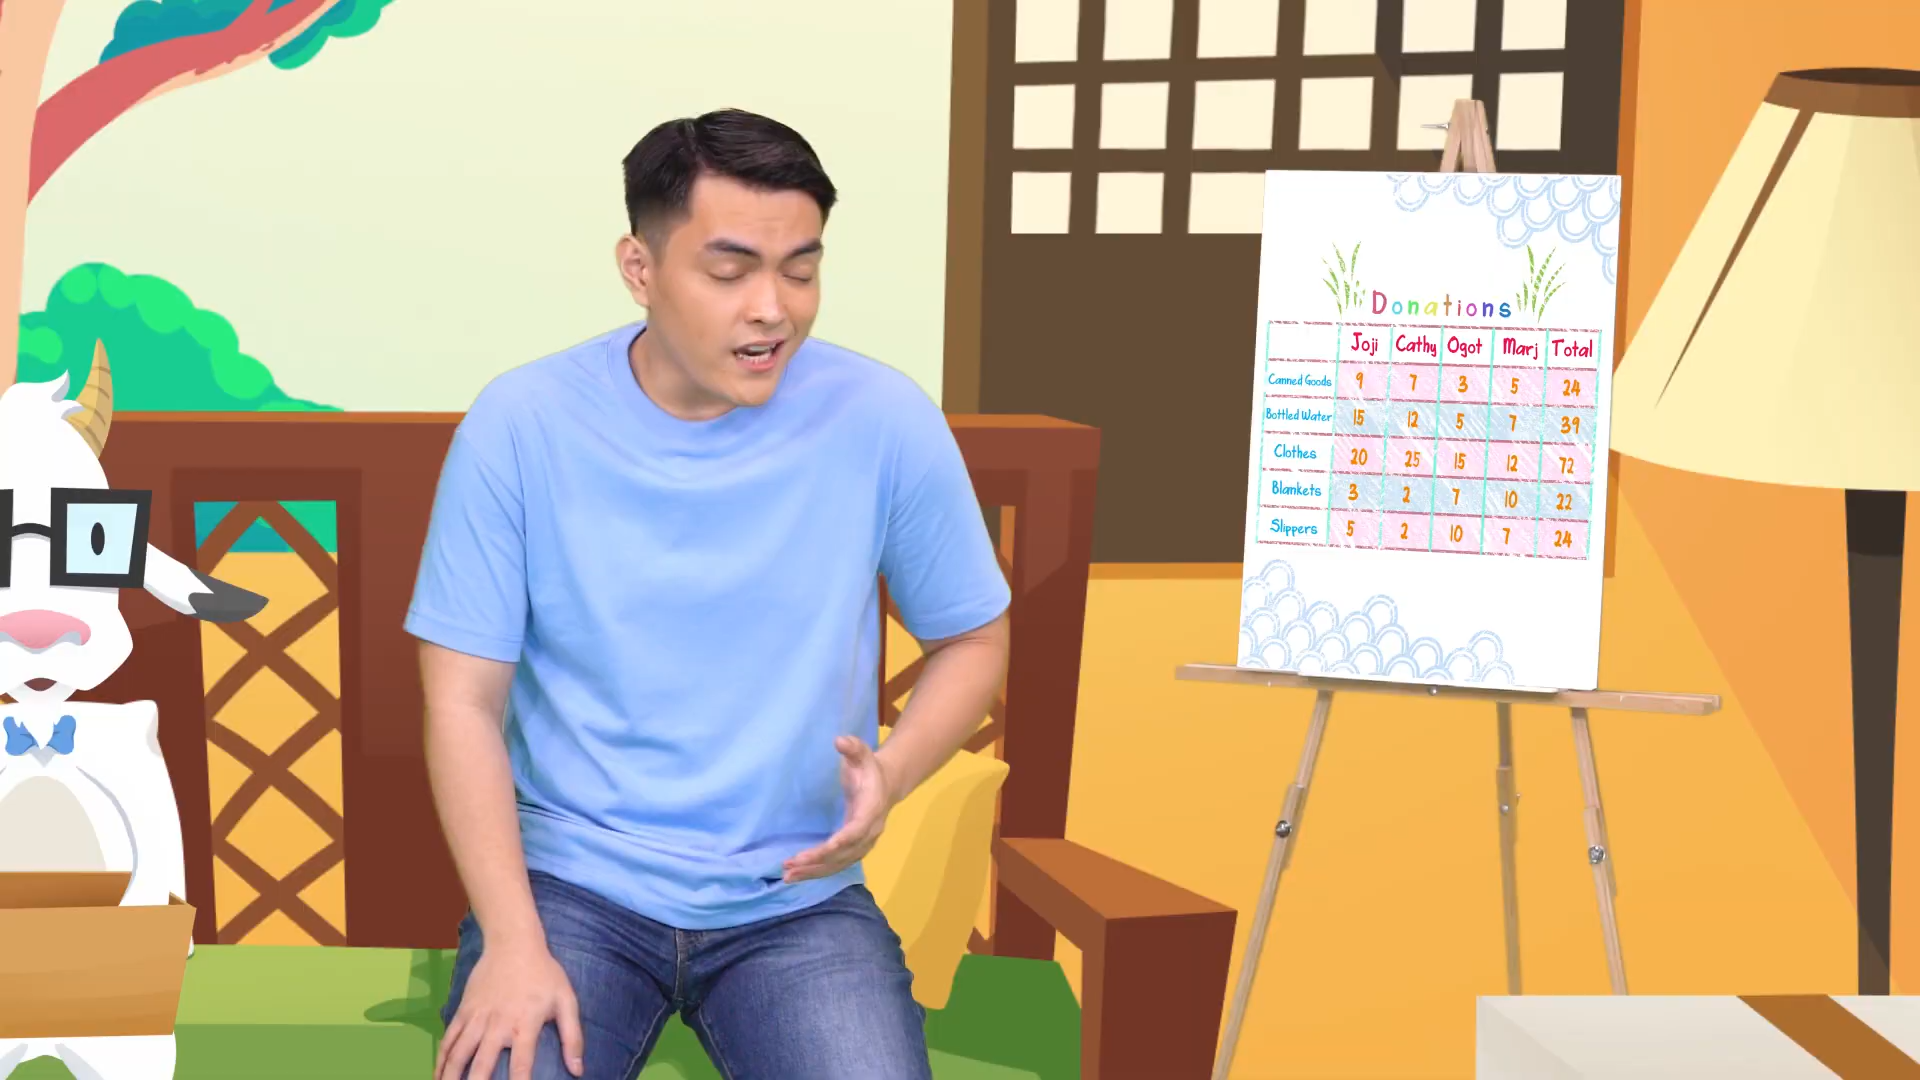 Donations
Joji Cathy Ogot Marj Total
Canned Goods 9 7 3 5 24
Bottled Water 15 12 5 7 39
Clothes 20 25 15 12 72
Blankets 3 2 7 10 22
Slippers 5 2 10 7 24